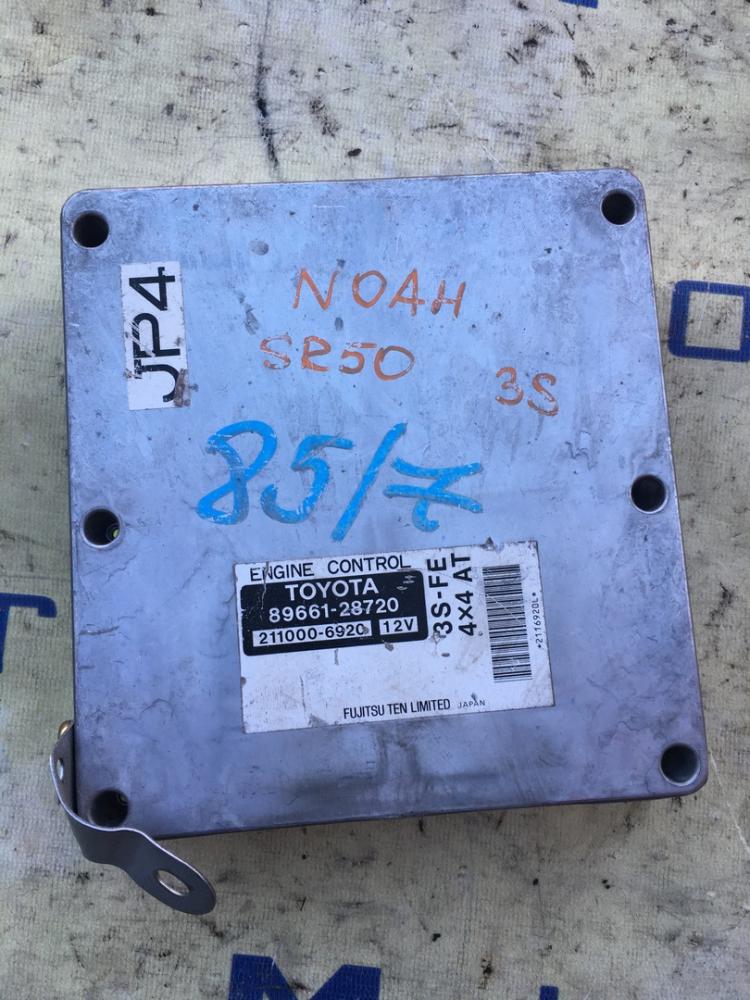 JP4
NOAH
SR50 3S
85/7
ENGINE CONTROL
TOYOTA
89661-28720
211000-6920 12V
3S-FE
4×4 AT
*2116920L*
FUJITSU TEN LIMITED JAPAN